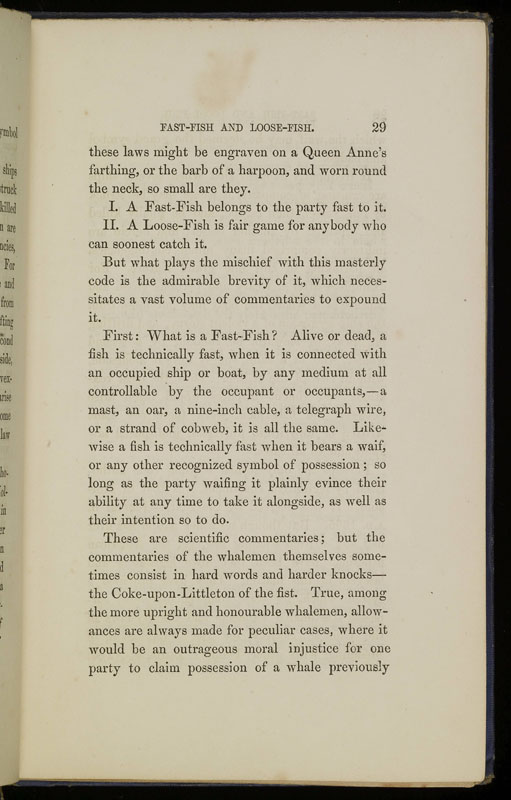 FAST-FISH AND LOOSE-FISH. 29
these laws might be engraven on a Queen Anne's
farthing, or the barb of a harpoon, and worn round
the neck, so small are they.
I. A Fast-Fish belongs to the party fast to it.
II. A Loose-Fish is fair game for anybody who
can soonest catch it.
But what plays the mischief with this masterly
code is the admirable brevity of it, which neces-
sitates a vast volume of commentaries to expound
it.
First: What is a Fast-Fish? Alive or dead, a
fish is technically fast, when it is connected with
an occupied ship or boat, by any medium at all
controllable by the occupant or occupants,—a
mast, an oar, a nine-inch cable, a telegraph wire,
or a strand of cobweb, it is all the same. Like-
wise a fish is technically fast when it bears a waif,
or any other recognized symbol of possession; so
long as the party waifing it plainly evince their
ability at any time to take it alongside, as well as
their intention so to do.
These are scientific commentaries; but the
commentaries of the whalemen themselves some-
times consist in hard words and harder knocks—
the Coke-upon-Littleton of the fist. True, among
the more upright and honourable whalemen, allow-
ances are always made for peculiar cases, where it
would be an outrageous moral injustice for one
party to claim possession of a whale previously